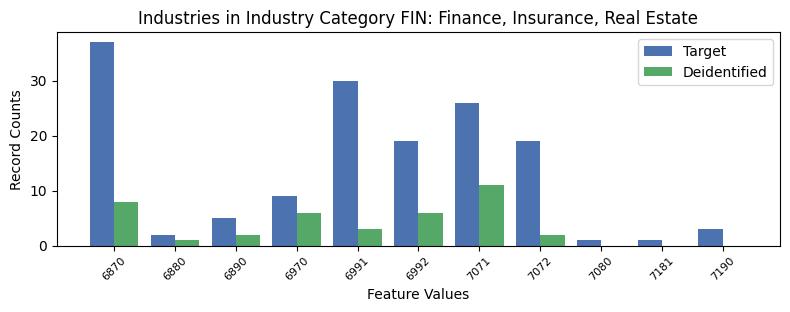 Industries in Industry Category FIN: Finance, Insurance, Real Estate
Target
Deidentified
Record Counts
30
20
10
0
6870 6880 6890 6970 6991 6992 7071 7072 7080 7181 7190
Feature Values